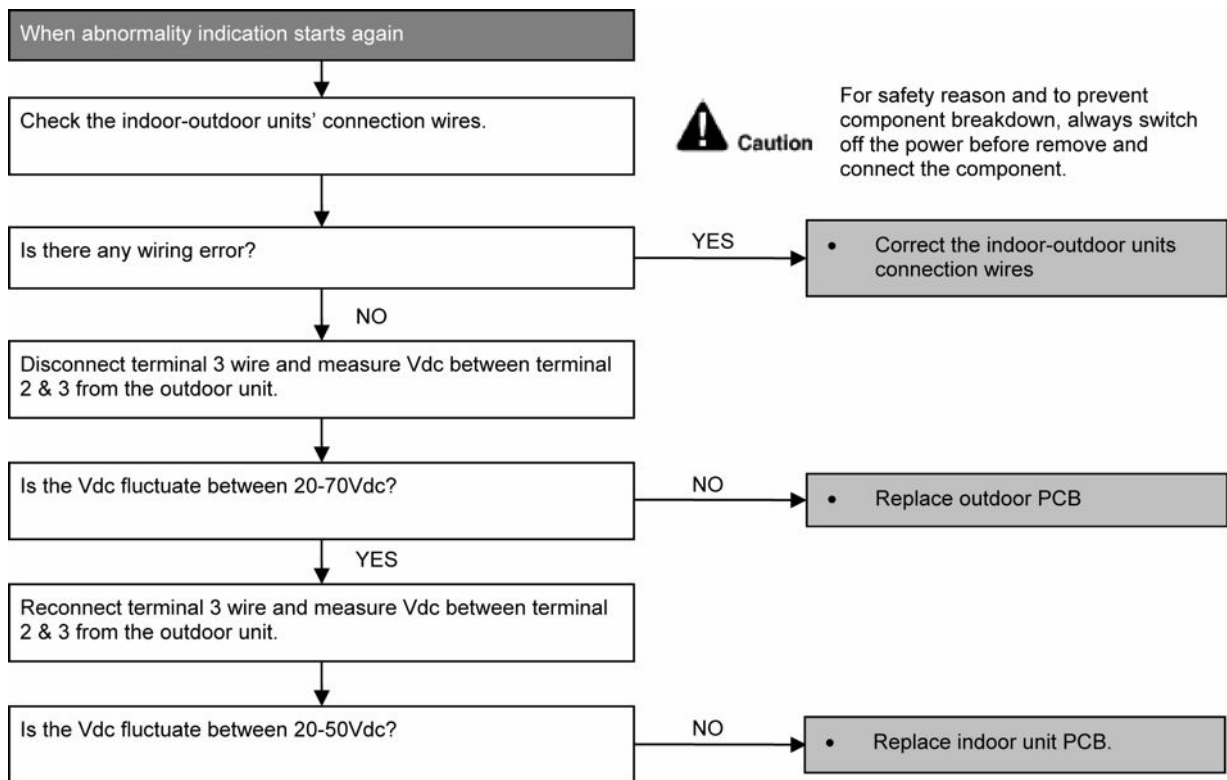 When abnormality indication starts again
Check the indoor-outdoor units' connection wires.
Caution
For safety reason and to prevent
component breakdown, always switch
off the power before remove and
connect the component.
Is there any wiring error?
YES
• Correct the indoor-outdoor units
connection wires
NO
Disconnect terminal 3 wire and measure Vdc between terminal
2 & 3 from the outdoor unit.
Is the Vdc fluctuate between 20-70Vdc?
NO
• Replace outdoor PCB
YES
Reconnect terminal 3 wire and measure Vdc between terminal
2 & 3 from the outdoor unit.
Is the Vdc fluctuate between 20-50Vdc?
NO
• Replace indoor unit PCB.